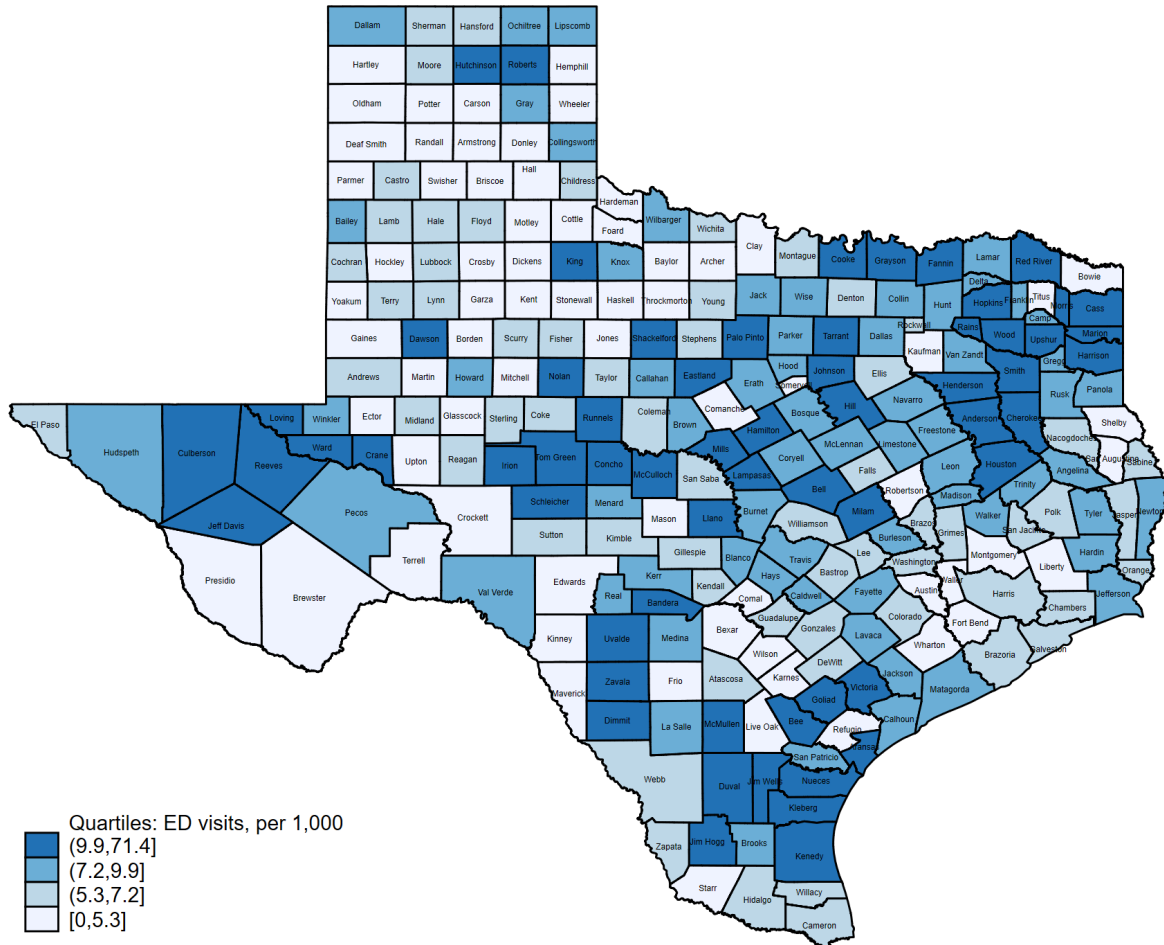 Dallam Sherman Hansford Ochiltree Lipscomb
Hartley Moore Hutchinson Roberts Hemphill
Oldham Potter Carson Gray Wheeler
Deaf Smith Randall Armstrong Donley Collingsworth
Parmer Castro Swisher Briscoe Hall Childress
Hardeman
Bailey Lamb Hale Floyd Motley Cottle Foard Wilbarger Wichita
Clay Montague Cooke Grayson Fannin Lamar Red River Bowie
Cochran Hockley Lubbock Crosby Dickens King Knox Baylor Archer
Delta Titus
Yoakum Terry Lynn Garza Kent Stonewall Haskell Throckmorton Young Jack Wise Denton Collin Hunt Hopkins Franklin Morris Cass
Camp
Rockwell
Gaines Dawson Borden Scurry Fisher Jones Shackelford Stephens Palo Pinto Parker Tarrant Dallas Kaufman Rains Wood Upshur Marion
Van Zandt Gregg Harrison
Andrews Martin Howard Mitchell Nolan Taylor Callahan Eastland Erath Hood Somervell Johnson Ellis Henderson Smith Rusk Panola
El Paso Hudspeth Culberson Reeves Loving Winkler Ector Midland Glasscock Sterling Coke Runnels Coleman Brown Comanche Bosque Hill Navarro Anderson Cherokee Nacogdoches Shelby
Ward Crane Upton Reagan Irion Tom Green Concho McCulloch San Saba Mills Hamilton Coryell McLennan Limestone Freestone Falls Leon Houston Angelina San Augustine Sabine
Jeff Davis Pecos Crockett Schleicher Menard Mason Llano Lampasas Burnet Bell Milam Robertson Madison Trinity Walker Polk Tyler Jasper Newton
Presidio Brewster Terrell Sutton Kimble Gillespie Blanco Williamson Travis Lee Burleson Brazos Grimes San Jacinto Montgomery Liberty Hardin Orange
Val Verde Edwards Real Kerr Bandera Kendall Comal Hays Bastrop Caldwell Fayette Washington Austin Waller Harris Chambers Jefferson
Kinney Uvalde Medina Bexar Guadalupe Gonzales Lavaca Colorado Fort Bend Brazoria Galveston
Maverick Zavala Frio Atascosa Wilson Karnes DeWitt Jackson Wharton Matagorda
Dimmit La Salle McMullen Live Oak Bee Goliad Victoria Refugio Calhoun
Aransas
San Patricio
Webb Duval Jim Wells Nueces
Kleberg
Zapata Jim Hogg Brooks Kenedy
Starr Hidalgo Willacy
Cameron
Quartiles: ED visits, per 1,000
(9.9,71.4]
(7.2,9.9]
(5.3,7.2]
[0,5.3]